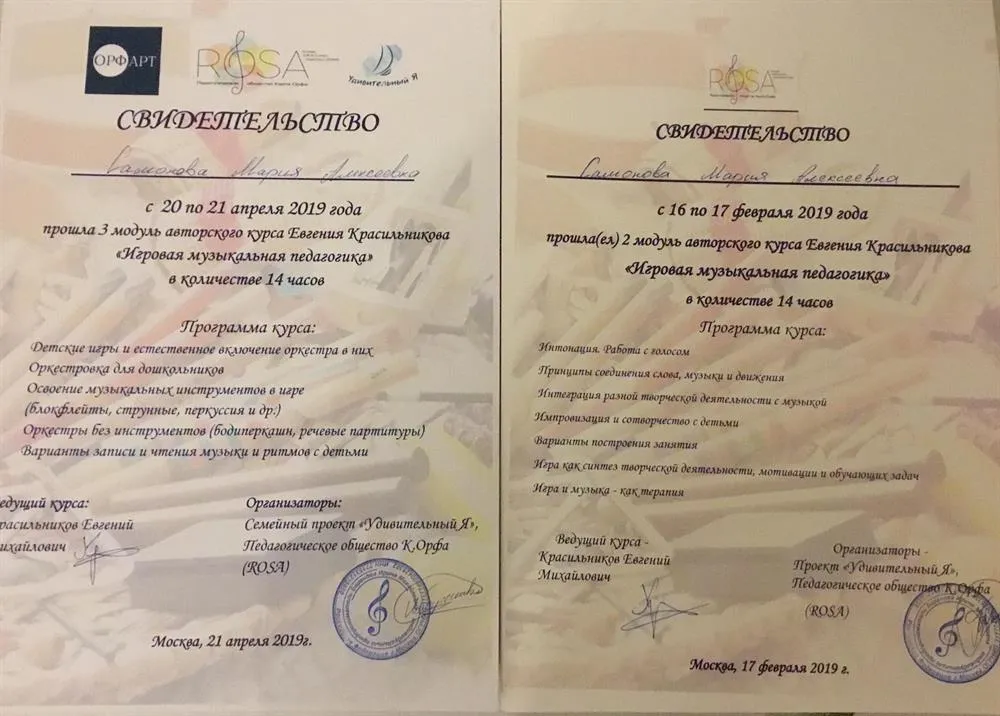 ОРФАРТ
ROSA
Удивительный Я
СВИДЕТЕЛЬСТВО
Самонова Мария Алексеевна
с 20 по 21 апреля 2019 года
прошла 3 модуль авторского курса Евгения Красильникова
«Игровая музыкальная педагогика»
в количестве 14 часов
Программа курса:
Детские игры и естественное включение оркестра в них
Оркестровка для дошкольников
Освоение музыкальных инструментов в игре
(блокфлейты, струнные, перкуссия и др.)
Оркестры без инструментов (бодиперкашн, речевые партитуры)
Варианты записи и чтения музыки и ритмов с детьми
едущий курса:
расильников Евгений
ихайлович
Организаторы:
Семейный проект «Удивительный Я»,
Педагогическое общество К.Орфа
(ROSA)
Москва, 21 апреля 2019г.
ROSA
СВИДЕТЕЛЬСТВО
Самонова Мария Алексеевна
с 16 по 17 февраля 2019 года
прошла(ел) 2 модуль авторского курса Евгения Красильникова
«Игровая музыкальная педагогика»
в количестве 14 часов
Программа курса:
Интонация. Работа с голосом
Принципы соединения слова, музыки и движения
Интеграция разной творческой деятельности с музыкой
Импровизация и сотворчество с детьми
Варианты построения занятия
Игра как синтез творческой деятельности, мотивации и обучающих задач
Игра и музыка - как терапия
Ведущий курса -
Красильников Евгений
Михайлович
Организаторы -
Проект «Удивительный Я»,
Педагогическое общество К.Орфа
(ROSA)
Москва, 17 февраля 2019 г.